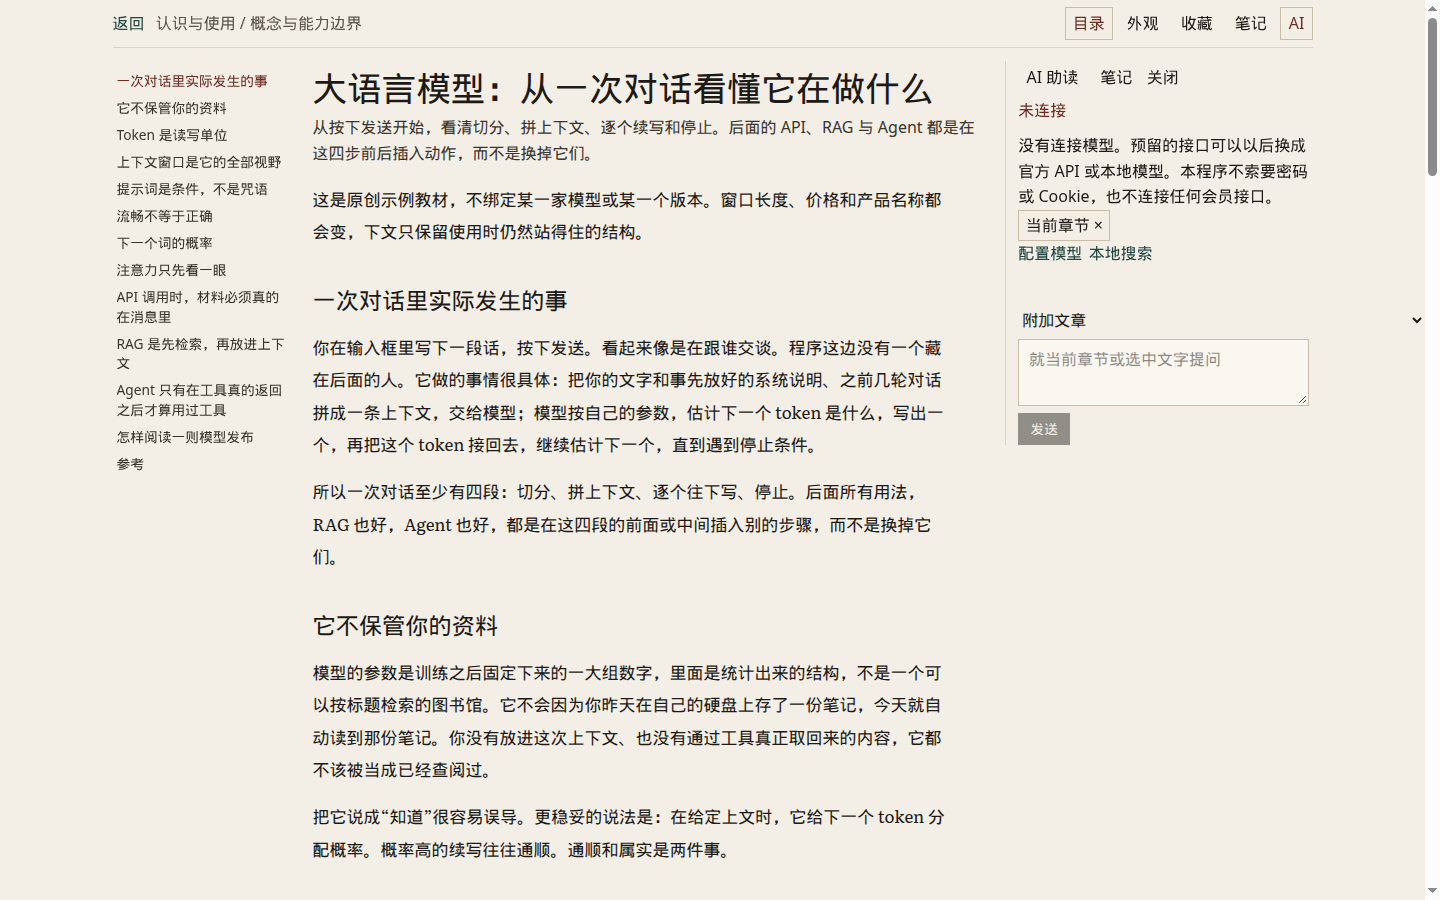 返回 认识与使用 / 概念与能力边界
目录 外观 收藏 笔记 AI
一次对话里实际发生的事
它不保管你的资料
Token 是读写单位
上下文窗口是它的全部视野
提示词是条件，不是咒语
流畅不等于正确
下一个词的概率
注意力只先看一眼
API 调用时，材料必须真的
在消息里
RAG 是先检索，再放进上下
文
Agent 只有在工具真的返回
之后才算用过工具
怎样阅读一则模型发布
参考
大语言模型：从一次对话看懂它在做什么
从按下发送开始，看清切分、拼上下文、逐个续写和停止。后面的 API、RAG 与 Agent 都是在
这四步前后插入动作，而不是换掉它们。
这是原创示例教材，不绑定某一家模型或某一个版本。窗口长度、价格和产品名称都
会变，下文只保留使用时仍然站得住的结构。
一次对话里实际发生的事
你在输入框里写下一段话，按下发送。看起来像是在跟谁交谈。程序这边没有一个藏
在后面的人。它做的事情很具体：把你的文字和事先放好的系统说明、之前几轮对话
拼成一条上下文，交给模型；模型按自己的参数，估计下一个 token 是什么，写出一
个，再把这个 token 接回去，继续估计下一个，直到遇到停止条件。
所以一次对话至少有四段：切分、拼上下文、逐个往下写、停止。后面所有用法，
RAG 也好，Agent 也好，都是在这四段的前面或中间插入别的步骤，而不是换掉它
们。
它不保管你的资料
模型的参数是训练之后固定下来的一大组数字，里面是统计出来的结构，不是一个可
以按标题检索的图书馆。它不会因为你昨天在自己的硬盘上存了一份笔记，今天就自
动读到那份笔记。你没有放进这次上下文、也没有通过工具真正取回来的内容，它都
不该被当成已经查阅过。
把它说成“知道”很容易误导。更稳妥的说法是：在给定上文时，它给下一个 token 分
配概率。概率高的续写往往通顺。通顺和属实是两件事。
AI 助读 笔记 关闭
未连接
没有连接模型。预留的接口可以以后换成
官方 API 或本地模型。本程序不索要密码
或 Cookie，也不连接任何会员接口。
当前章节 ×
配置模型 本地搜索
附加文章
就当前章节或选中文字提问
发送